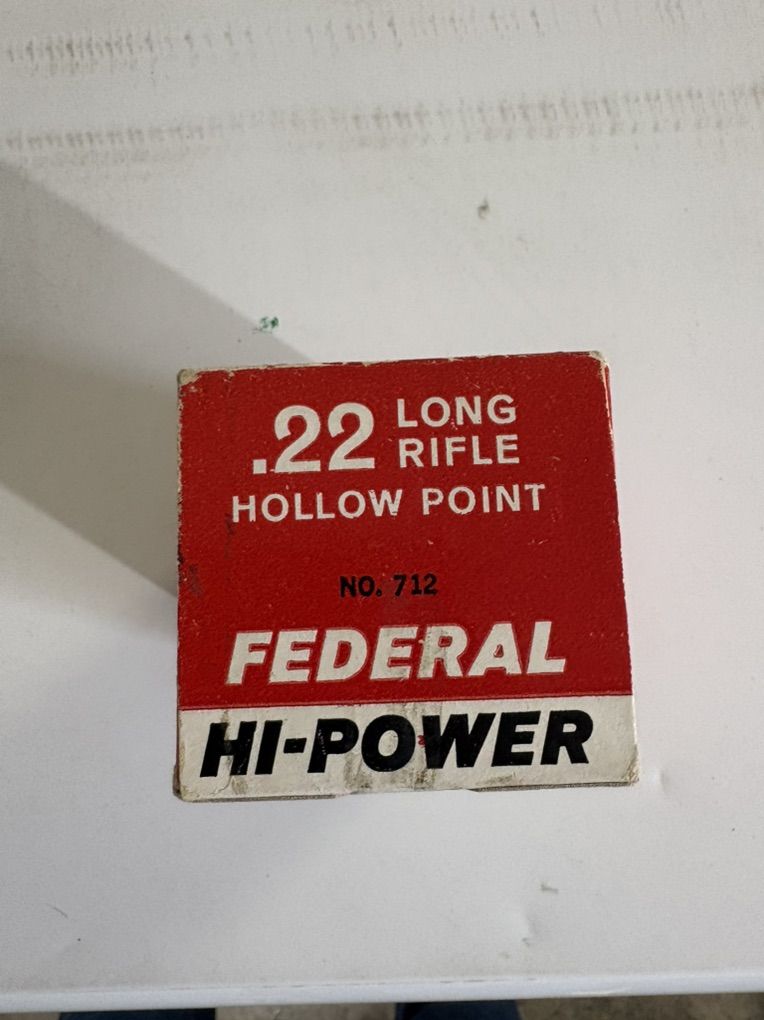 .22 LONG RIFLE
HOLLOW POINT
NO. 712
FEDERAL
HI-POWER